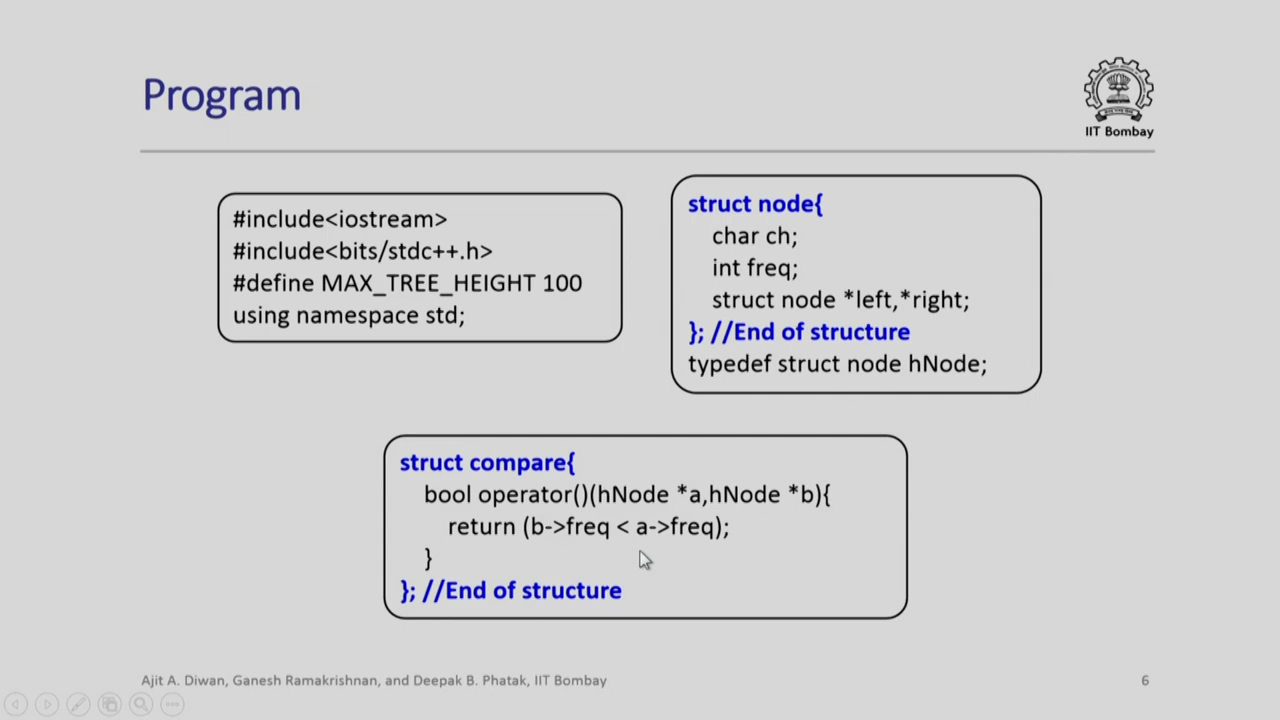 Program
IIT Bombay
#include<iostream>
#include<bits/stdc++.h>
#define MAX_TREE_HEIGHT 100
using namespace std;
struct node{
char ch;
int freq;
struct node *left,*right;
}; //End of structure
typedef struct node hNode;
struct compare{
bool operator()(hNode *a,hNode *b){
return (b->freq < a->freq);
}
}; //End of structure
Ajit A. Diwan, Ganesh Ramakrishnan, and Deepak B. Phatak, IIT Bombay
6